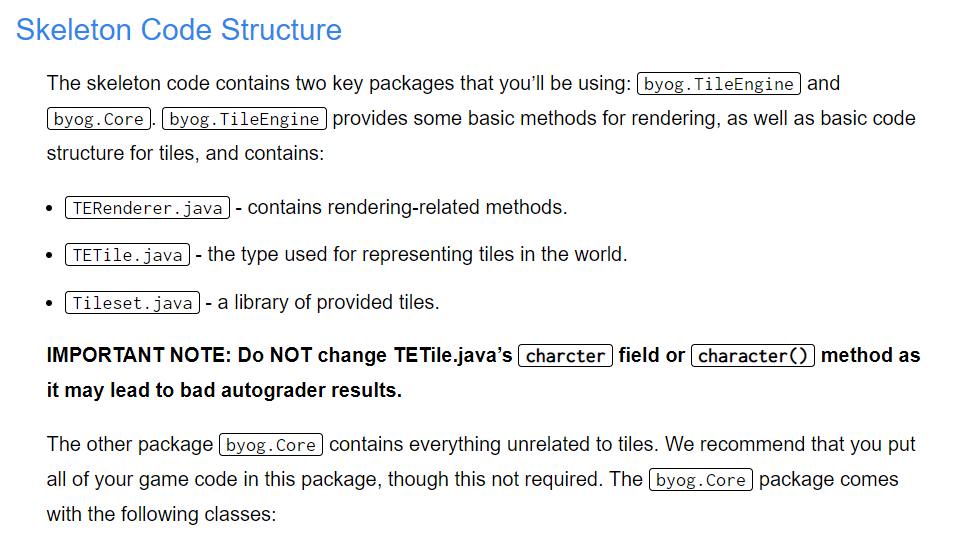 Skeleton Code Structure
The skeleton code contains two key packages that you'll be using: byog.TileEngine and
byog.Core. byog.TileEngine provides some basic methods for rendering, as well as basic code
structure for tiles, and contains:
• TERenderer.java - contains rendering-related methods.
• TETile.java - the type used for representing tiles in the world.
• Tileset.java - a library of provided tiles.
IMPORTANT NOTE: Do NOT change TETile.java's charcter field or character() method as
it may lead to bad autograder results.
The other package byog.Core contains everything unrelated to tiles. We recommend that you put
all of your game code in this package, though this not required. The byog.Core package comes
with the following classes: